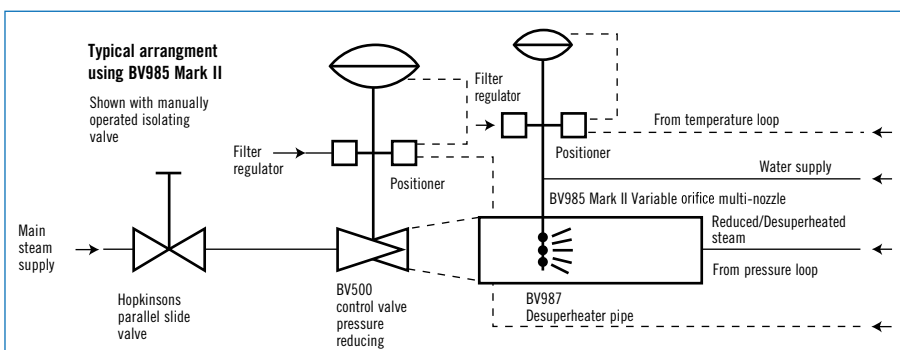 Typical arrangment
using BV985 Mark II
Shown with manually
operated isolating
valve
Filter
regulator
Positioner
Filter
regulator
Positioner
From temperature loop
Water supply
BV985 Mark II Variable orifice multi-nozzle
Main
steam
supply
Hopkinsons
parallel slide
valve
BV500
control valve
pressure
reducing
BV987
Desuperheater pipe
Reduced/Desuperheated
steam
From pressure loop